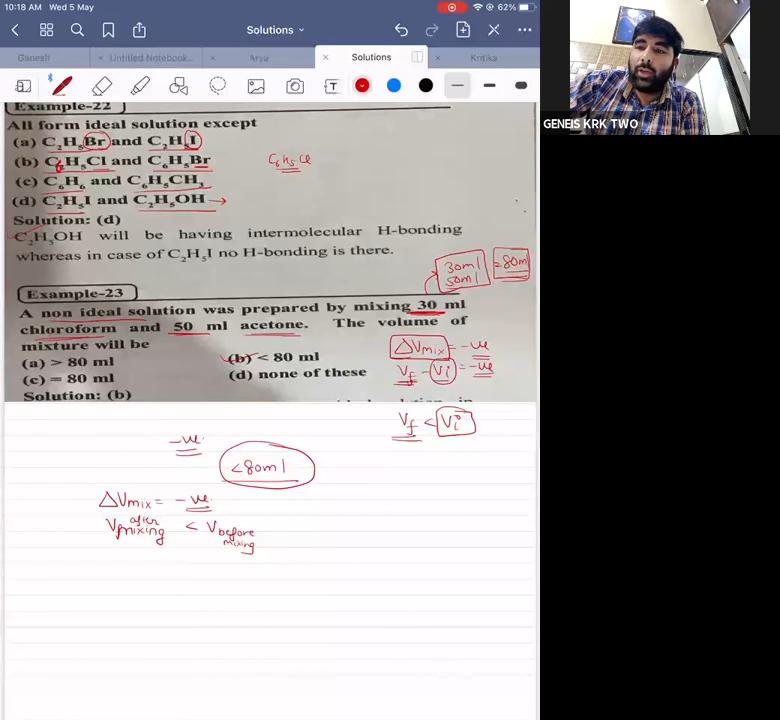 10:18 AM Wed 5 May
62%
Solutions
Ganesh
Untitled Notebook...
Arya
Solutions
Kritika
GENEIS KRK TWO
Example-22
All form ideal solution except
(a) C₂H₅Br and C₂H₅I
(b) C₆H₅Cl and C₆H₅Br
C₆H₅Cl
(c) C₆H₆ and C₆H₅CH₃
(d) C₂H₅I and C₂H₅OH →
Solution: (d)
C₂H₅OH will be having intermolecular H-bonding
whereas in case of C₂H₅I no H-bonding is there.
30ml
50ml
=80m
Example-23
A non ideal solution was prepared by mixing 30 ml
chloroform and 50 ml acetone. The volume of
mixture will be
(a) > 80 ml
(b) < 80 ml
(c) = 80 ml
(d) none of these
Solution: (b)
ΔVmix = -ve
Vf - Vi = -ve
Vf < Vi
-ve
<80ml
ΔVmix = -ve
Vf after mixing < V before mixing